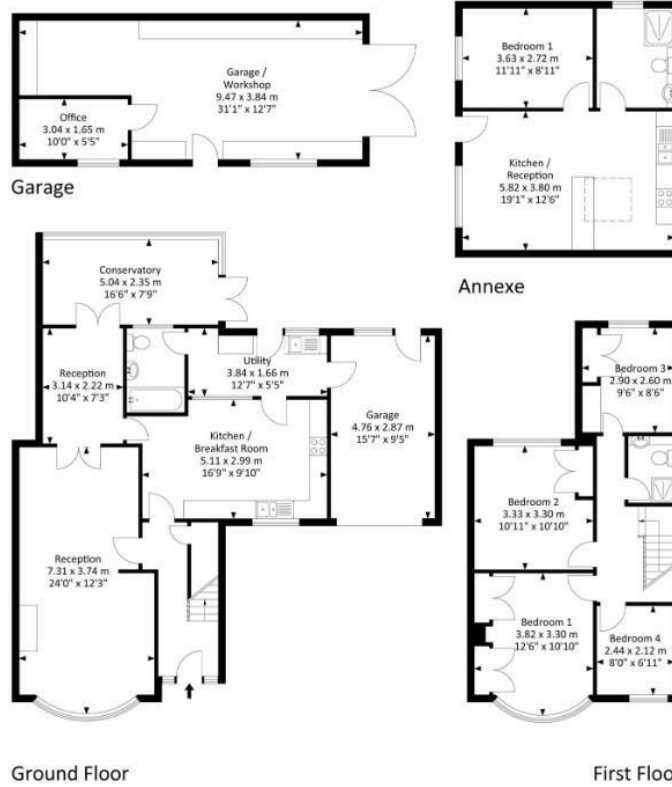 Garage /
Workshop
9.47 x 3.84 m
31'1" x 12'7"
Office
3.04 x 1.65 m
10'0" x 5'5"
Garage
Bedroom 1
3.63 x 2.72 m
11'11" x 8'11"
Kitchen /
Reception
5.82 x 3.80 m
19'1" x 12'6"
Annexe
Conservatory
5.04 x 2.35 m
16'6" x 7'9"
Reception
3.14 x 2.22 m
10'4" x 7'3"
Utility
3.84 x 1.66 m
12'7" x 5'5"
Kitchen /
Breakfast Room
5.11 x 2.99 m
16'9" x 9'10"
Garage
4.76 x 2.87 m
15'7" x 9'5"
Reception
7.31 x 3.74 m
24'0" x 12'3"
Ground Floor
Bedroom 3
2.90 x 2.60 m
9'6" x 8'6"
Bedroom 2
3.33 x 3.30 m
10'11" x 10'10"
Bedroom 1
3.82 x 3.30 m
12'6" x 10'10"
Bedroom 4
2.44 x 2.12 m
8'0" x 6'11"
First Floo